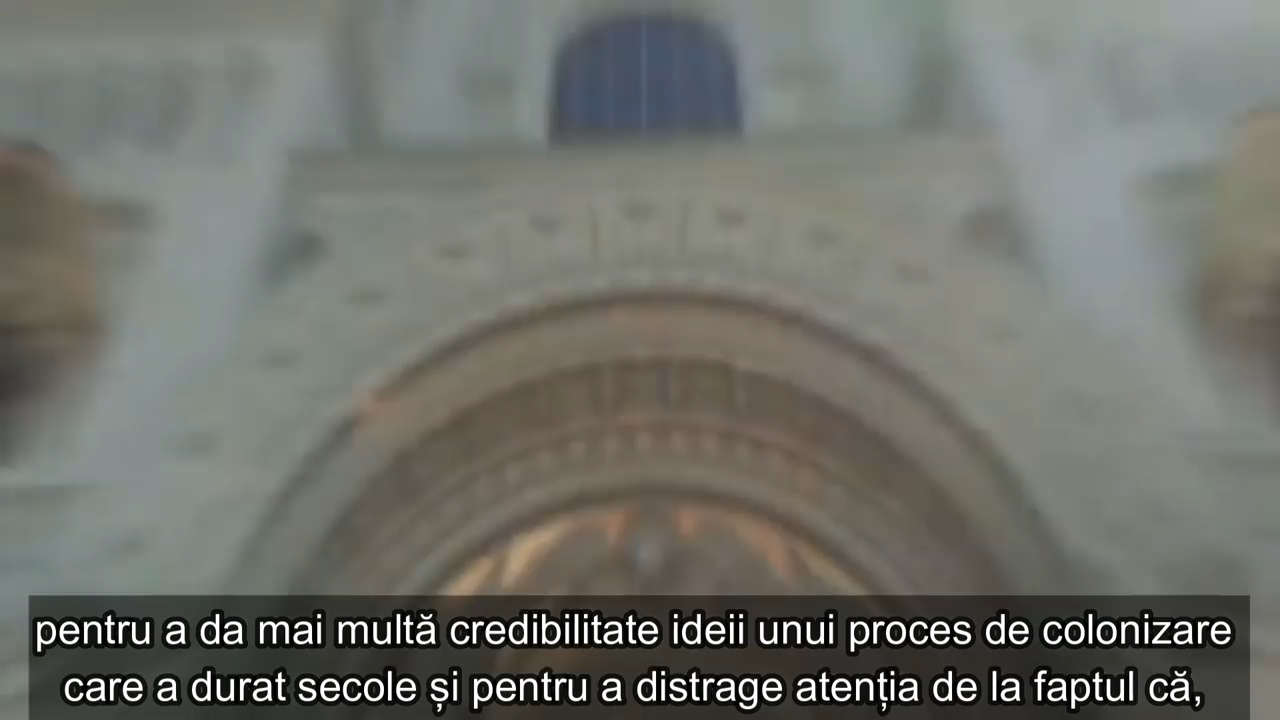 pentru a da mai multă credibilitate ideii unui proces de colonizare
care a durat secole și pentru a distrage atenția de la faptul că,